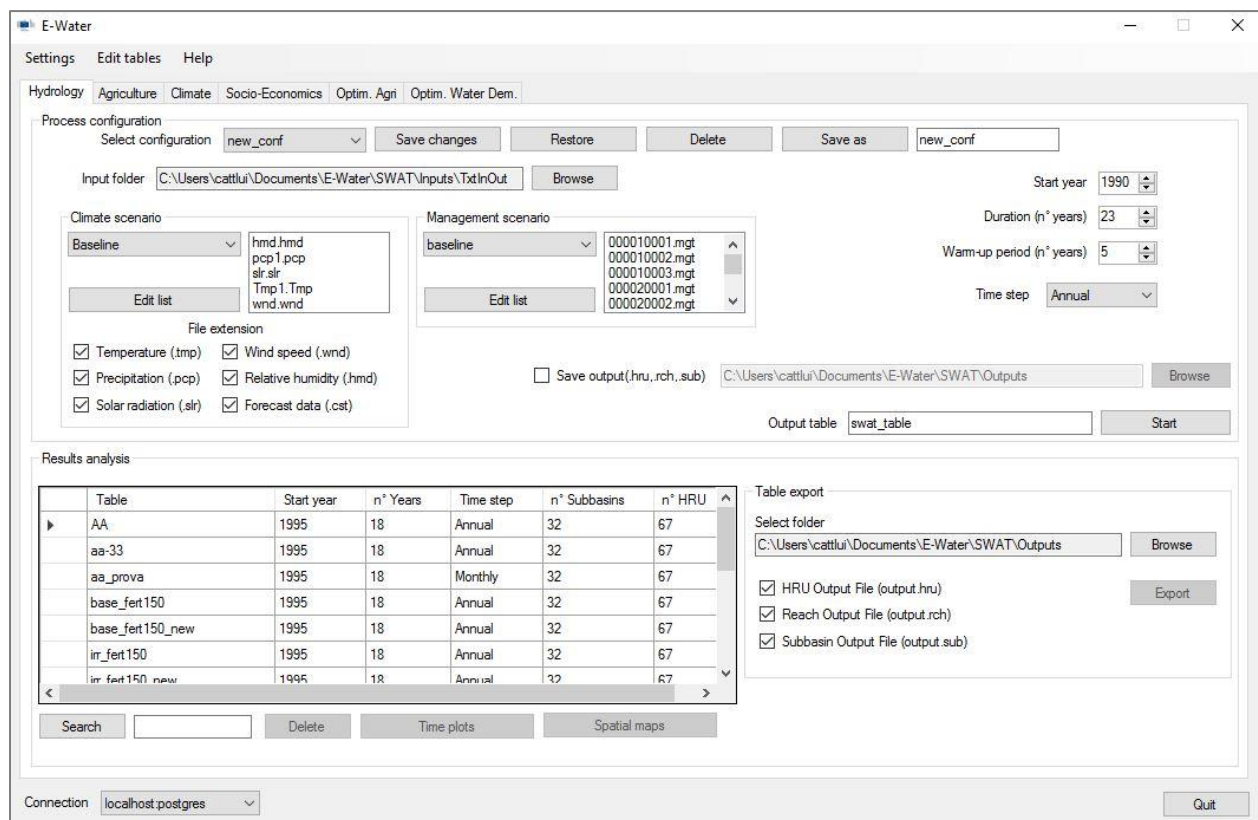 E-Water
Settings Edit tables Help
Hydrology Agriculture Climate Socio-Economics Optim. Agri Optim. Water Dem.
Process configuration
Select configuration new_conf Save changes Restore Delete Save as new_conf
Input folder C:\Users\cattlui\Documents\E-Water\SWAT\Inputs\TxtInOut Browse
Start year 1990
Duration (n° years) 23
Warm-up period (n° years) 5
Time step Annual
Climate scenario
Baseline
hmd.hmd
pcp1.pcp
slr.slr
Tmp1.Tmp
wnd.wnd
Edit list
File extension
Temperature (.tmp) Wind speed (.wnd)
Precipitation (.pcp) Relative humidity (.hmd)
Solar radiation (.slr) Forecast data (.cst)
Management scenario
baseline
000010001.mgt
000010002.mgt
000010003.mgt
000020001.mgt
000020002.mgt
Edit list
Save output(.hru,.rch,.sub) C:\Users\cattlui\Documents\E-Water\SWAT\Outputs Browse
Output table swat_table Start
Results analysis
Table Start year n° Years Time step n° Subbasins n° HRU
AA 1995 18 Annual 32 67
aa-33 1995 18 Annual 32 67
aa_prova 1995 18 Monthly 32 67
base_fert150 1995 18 Annual 32 67
base_fert150_new 1995 18 Annual 32 67
irr_fert150 1995 18 Annual 32 67
irr_fert150_new 1995 18 Annual 32 67
Search Delete Time plots Spatial maps
Table export
Select folder
C:\Users\cattlui\Documents\E-Water\SWAT\Outputs Browse
HRU Output File (output.hru) Export
Reach Output File (output.rch)
Subbasin Output File (output.sub)
Connection localhost:postgres Quit